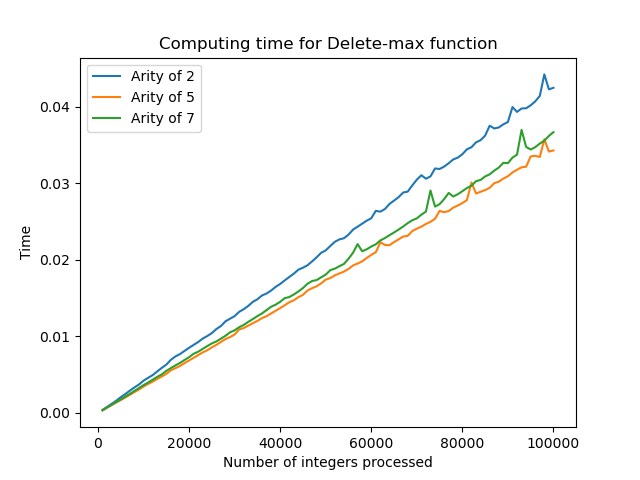 Computing time for Delete-max function
Arity of 2
Arity of 5
Arity of 7
0.04
0.03
0.02
0.01
0.00
Time
0
20000
40000
60000
80000
100000
Number of integers processed